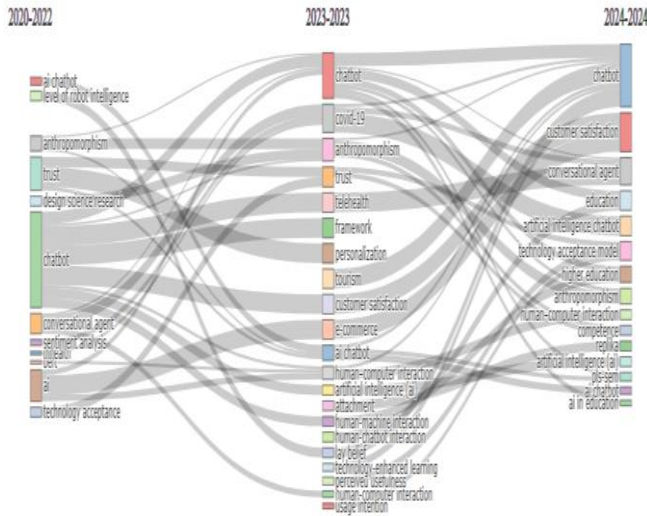 2020-2022
2023-2023
2024-2024
ai chatbot
level of robot intelligence
anthropomorphism
trust
design science research
chatbot
conversational agent
sentiment analysis
bert
ai
technology acceptance
chatbot
covid-19
anthropomorphism
trust
telehealth
framework
personalization
tourism
customer satisfaction
e-commerce
ai chatbot
human-computer interaction
artificial intelligence (ai)
attachment
human-machine interaction
human-chatbot interaction
lay belief
technology-enhanced learning
perceived usefulness
human–computer interaction
usage intention
chatbot
customer satisfaction
conversational agent
education
artificial intelligence chatbot
technology acceptance model
higher education
anthropomorphism
human–computer interaction
competence
replika
artificial intelligence (ai)
pls-sem
ai chatbot
ai in education